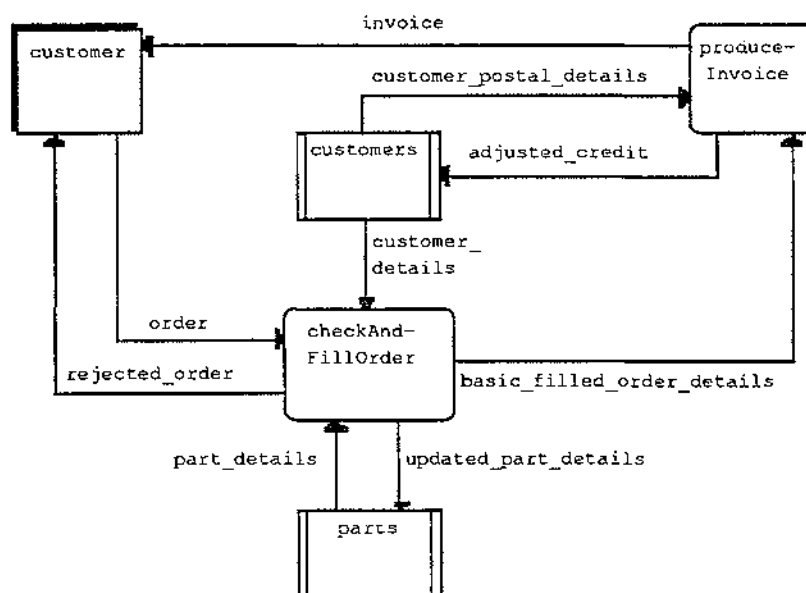 invoice
customer
produce-
Invoice
customer_postal_details
customers
adjusted_credit
customer_
details
order
checkAnd-
FillOrder
rejected_order
basic_filled_order_details
part_details
updated_part_details
parts